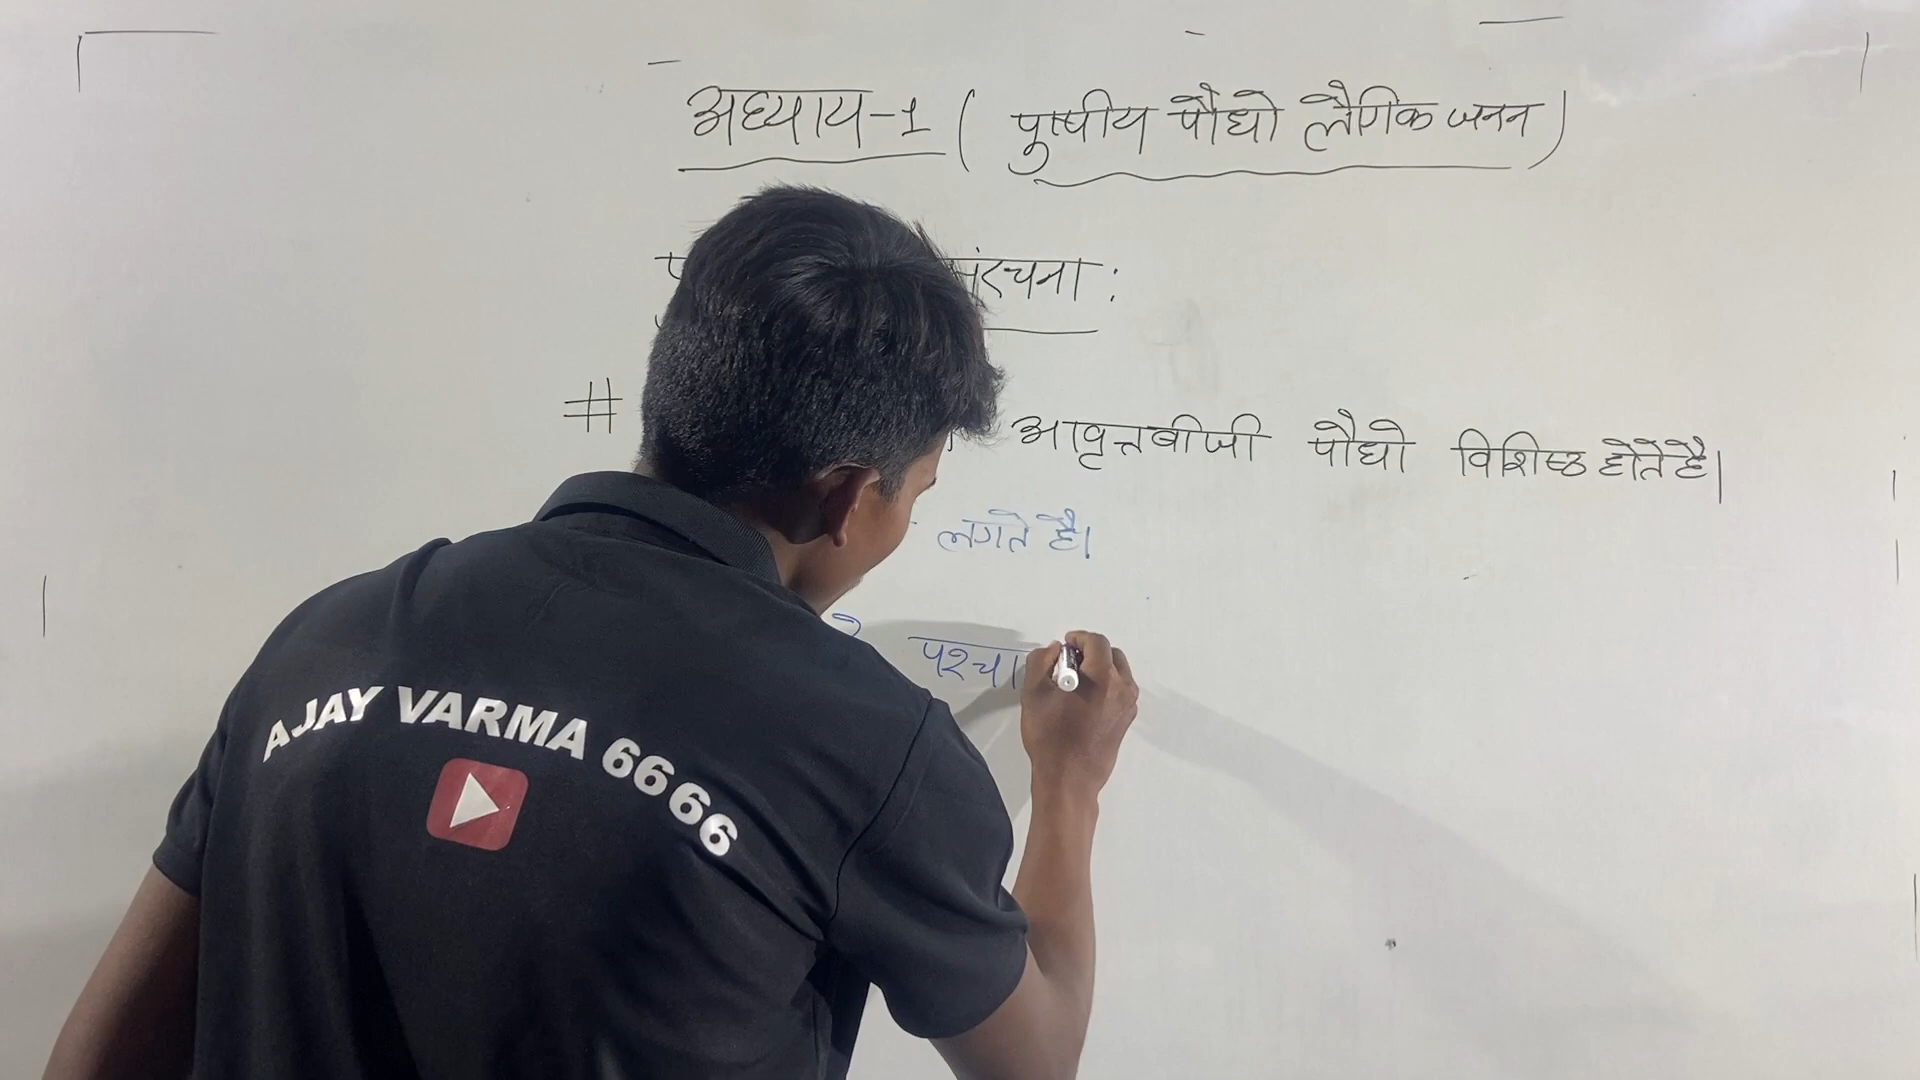 अध्याय-1 ( पुष्पीय पौधो लैगिक जनन )
संरचना :
# आवृत्तबीजी पौधो विशिष्ठ होते है।
लगते है।
पश्चा
AJAY VARMA 6666